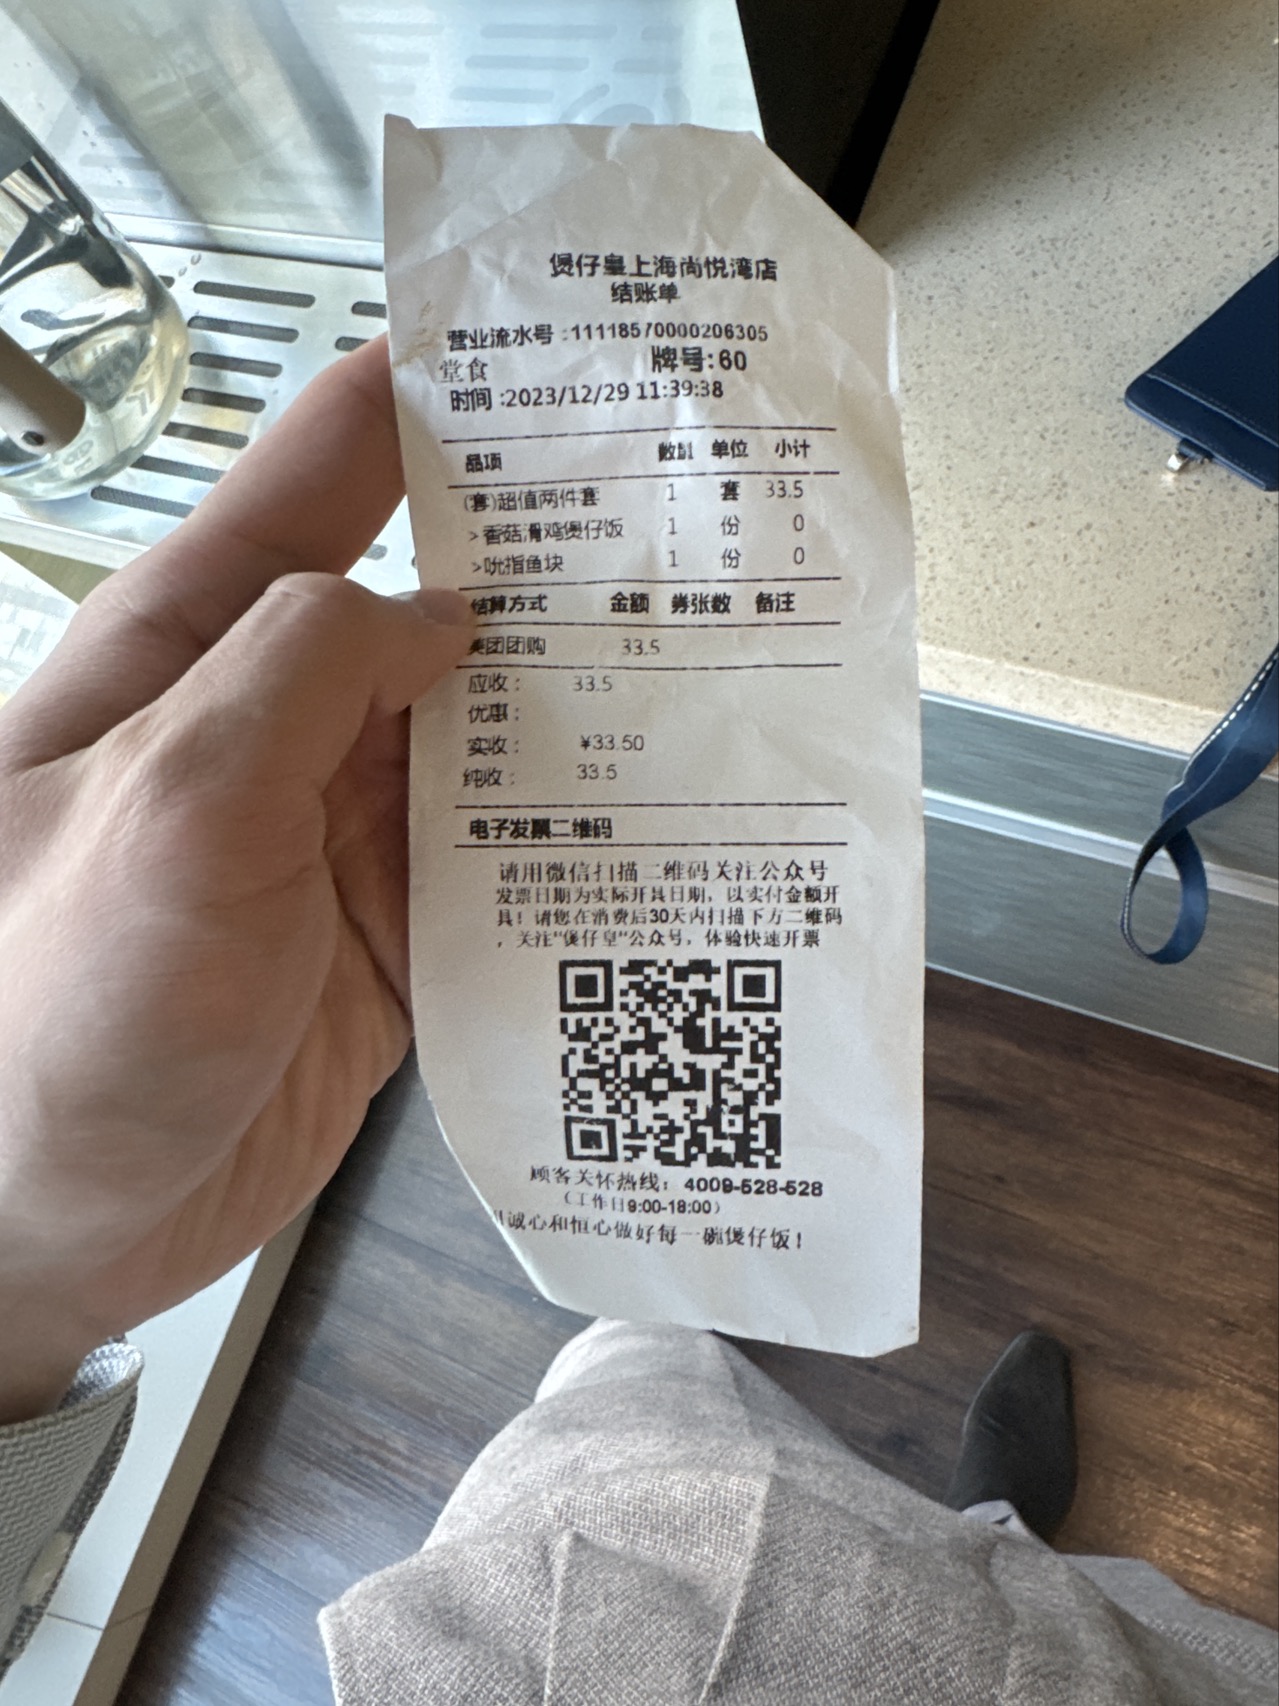 煲仔皇上海尚悦湾店
结账单
营业流水号:11118570000206305
堂食 牌号:60
时间:2023/12/29 11:39:38
品项 数量 单位 小计
(套)超值两件套 1 套 33.5
>香菇滑鸡煲仔饭 1 份 0
>吮指鱼块 1 份 0
结算方式 金额 券张数 备注
美团团购 33.5
应收: 33.5
优惠:
实收: ¥33.50
纯收: 33.5
电子发票二维码
请用微信扫描二维码关注公众号
发票日期为实际开具日期,以实付金额开
具!请您在消费后30天内扫描下方二维码
,关注"煲仔皇"公众号,体验快速开票
顾客关怀热线: 4009-528-528
(工作日9:00-18:00)
诚心和恒心做好每一碗煲仔饭!